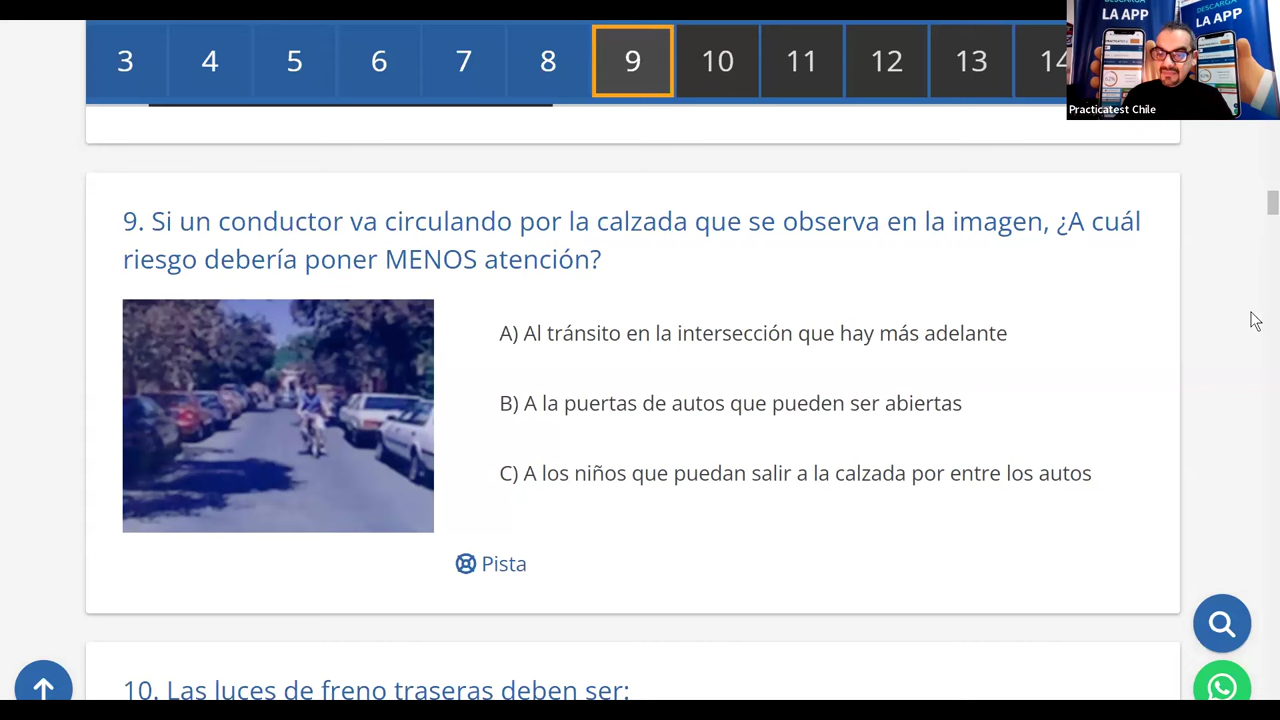 3 4 5 6 7 8 9 10 11 12 13 14
DESCARGA
LA APP
LA APP
Practicatest Chile
9. Si un conductor va circulando por la calzada que se observa en la imagen, ¿A cuál
riesgo debería poner MENOS atención?
A) Al tránsito en la intersección que hay más adelante
B) A la puertas de autos que pueden ser abiertas
C) A los niños que puedan salir a la calzada por entre los autos
Pista
10. Las luces de freno traseras deben ser: